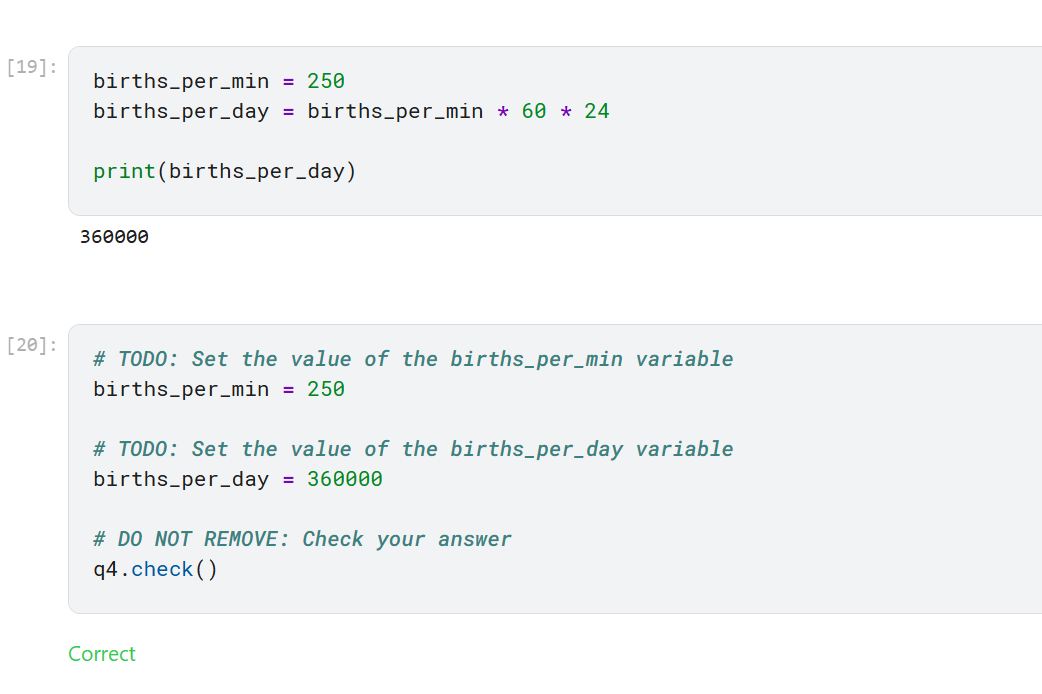 [19]:
births_per_min = 250
births_per_day = births_per_min * 60 * 24
print(births_per_day)
360000
[20]:
# TODO: Set the value of the births_per_min variable
births_per_min = 250
# TODO: Set the value of the births_per_day variable
births_per_day = 360000
# DO NOT REMOVE: Check your answer
q4.check()
Correct